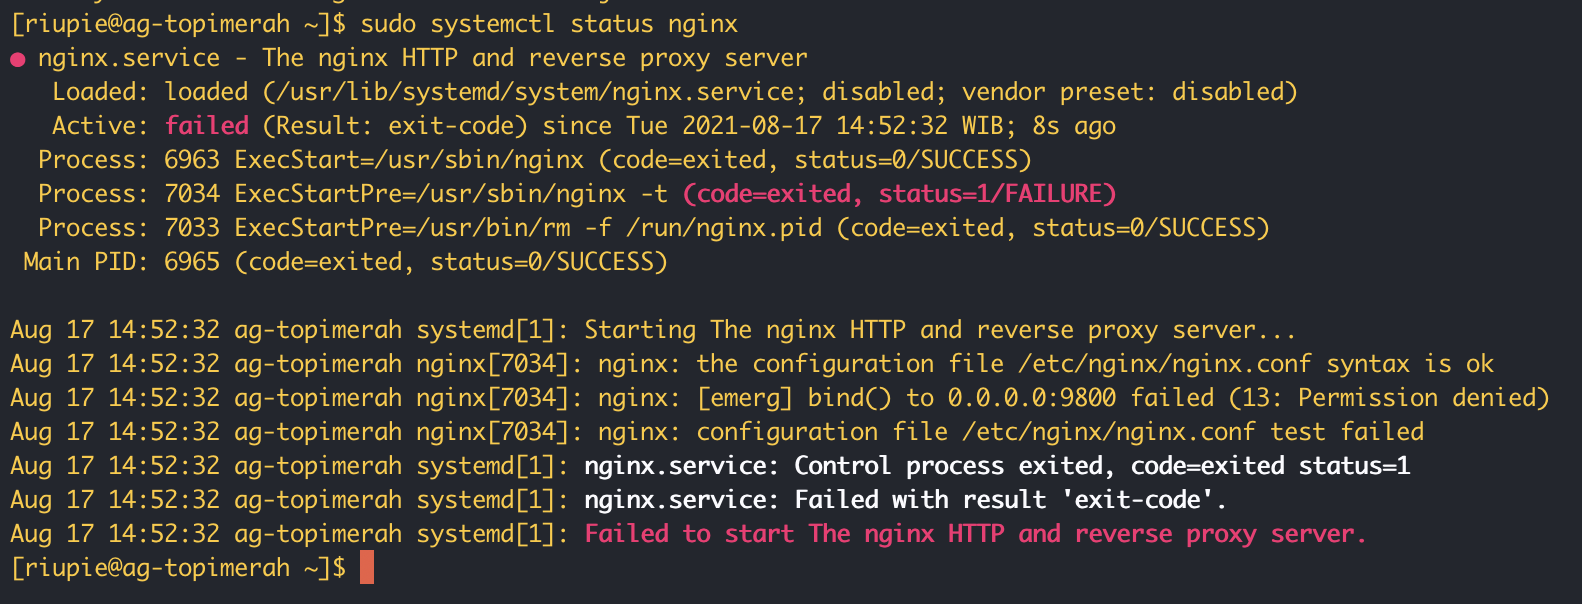 [riupie@ag-topimerah ~]$ sudo systemctl status nginx
● nginx.service - The nginx HTTP and reverse proxy server
   Loaded: loaded (/usr/lib/systemd/system/nginx.service; disabled; vendor preset: disabled)
   Active: failed (Result: exit-code) since Tue 2021-08-17 14:52:32 WIB; 8s ago
  Process: 6963 ExecStart=/usr/sbin/nginx (code=exited, status=0/SUCCESS)
  Process: 7034 ExecStartPre=/usr/sbin/nginx -t (code=exited, status=1/FAILURE)
  Process: 7033 ExecStartPre=/usr/bin/rm -f /run/nginx.pid (code=exited, status=0/SUCCESS)
 Main PID: 6965 (code=exited, status=0/SUCCESS)

Aug 17 14:52:32 ag-topimerah systemd[1]: Starting The nginx HTTP and reverse proxy server...
Aug 17 14:52:32 ag-topimerah nginx[7034]: nginx: the configuration file /etc/nginx/nginx.conf syntax is ok
Aug 17 14:52:32 ag-topimerah nginx[7034]: nginx: [emerg] bind() to 0.0.0.0:9800 failed (13: Permission denied)
Aug 17 14:52:32 ag-topimerah nginx[7034]: nginx: configuration file /etc/nginx/nginx.conf test failed
Aug 17 14:52:32 ag-topimerah systemd[1]: nginx.service: Control process exited, code=exited status=1
Aug 17 14:52:32 ag-topimerah systemd[1]: nginx.service: Failed with result 'exit-code'.
Aug 17 14:52:32 ag-topimerah systemd[1]: Failed to start The nginx HTTP and reverse proxy server.
[riupie@ag-topimerah ~]$